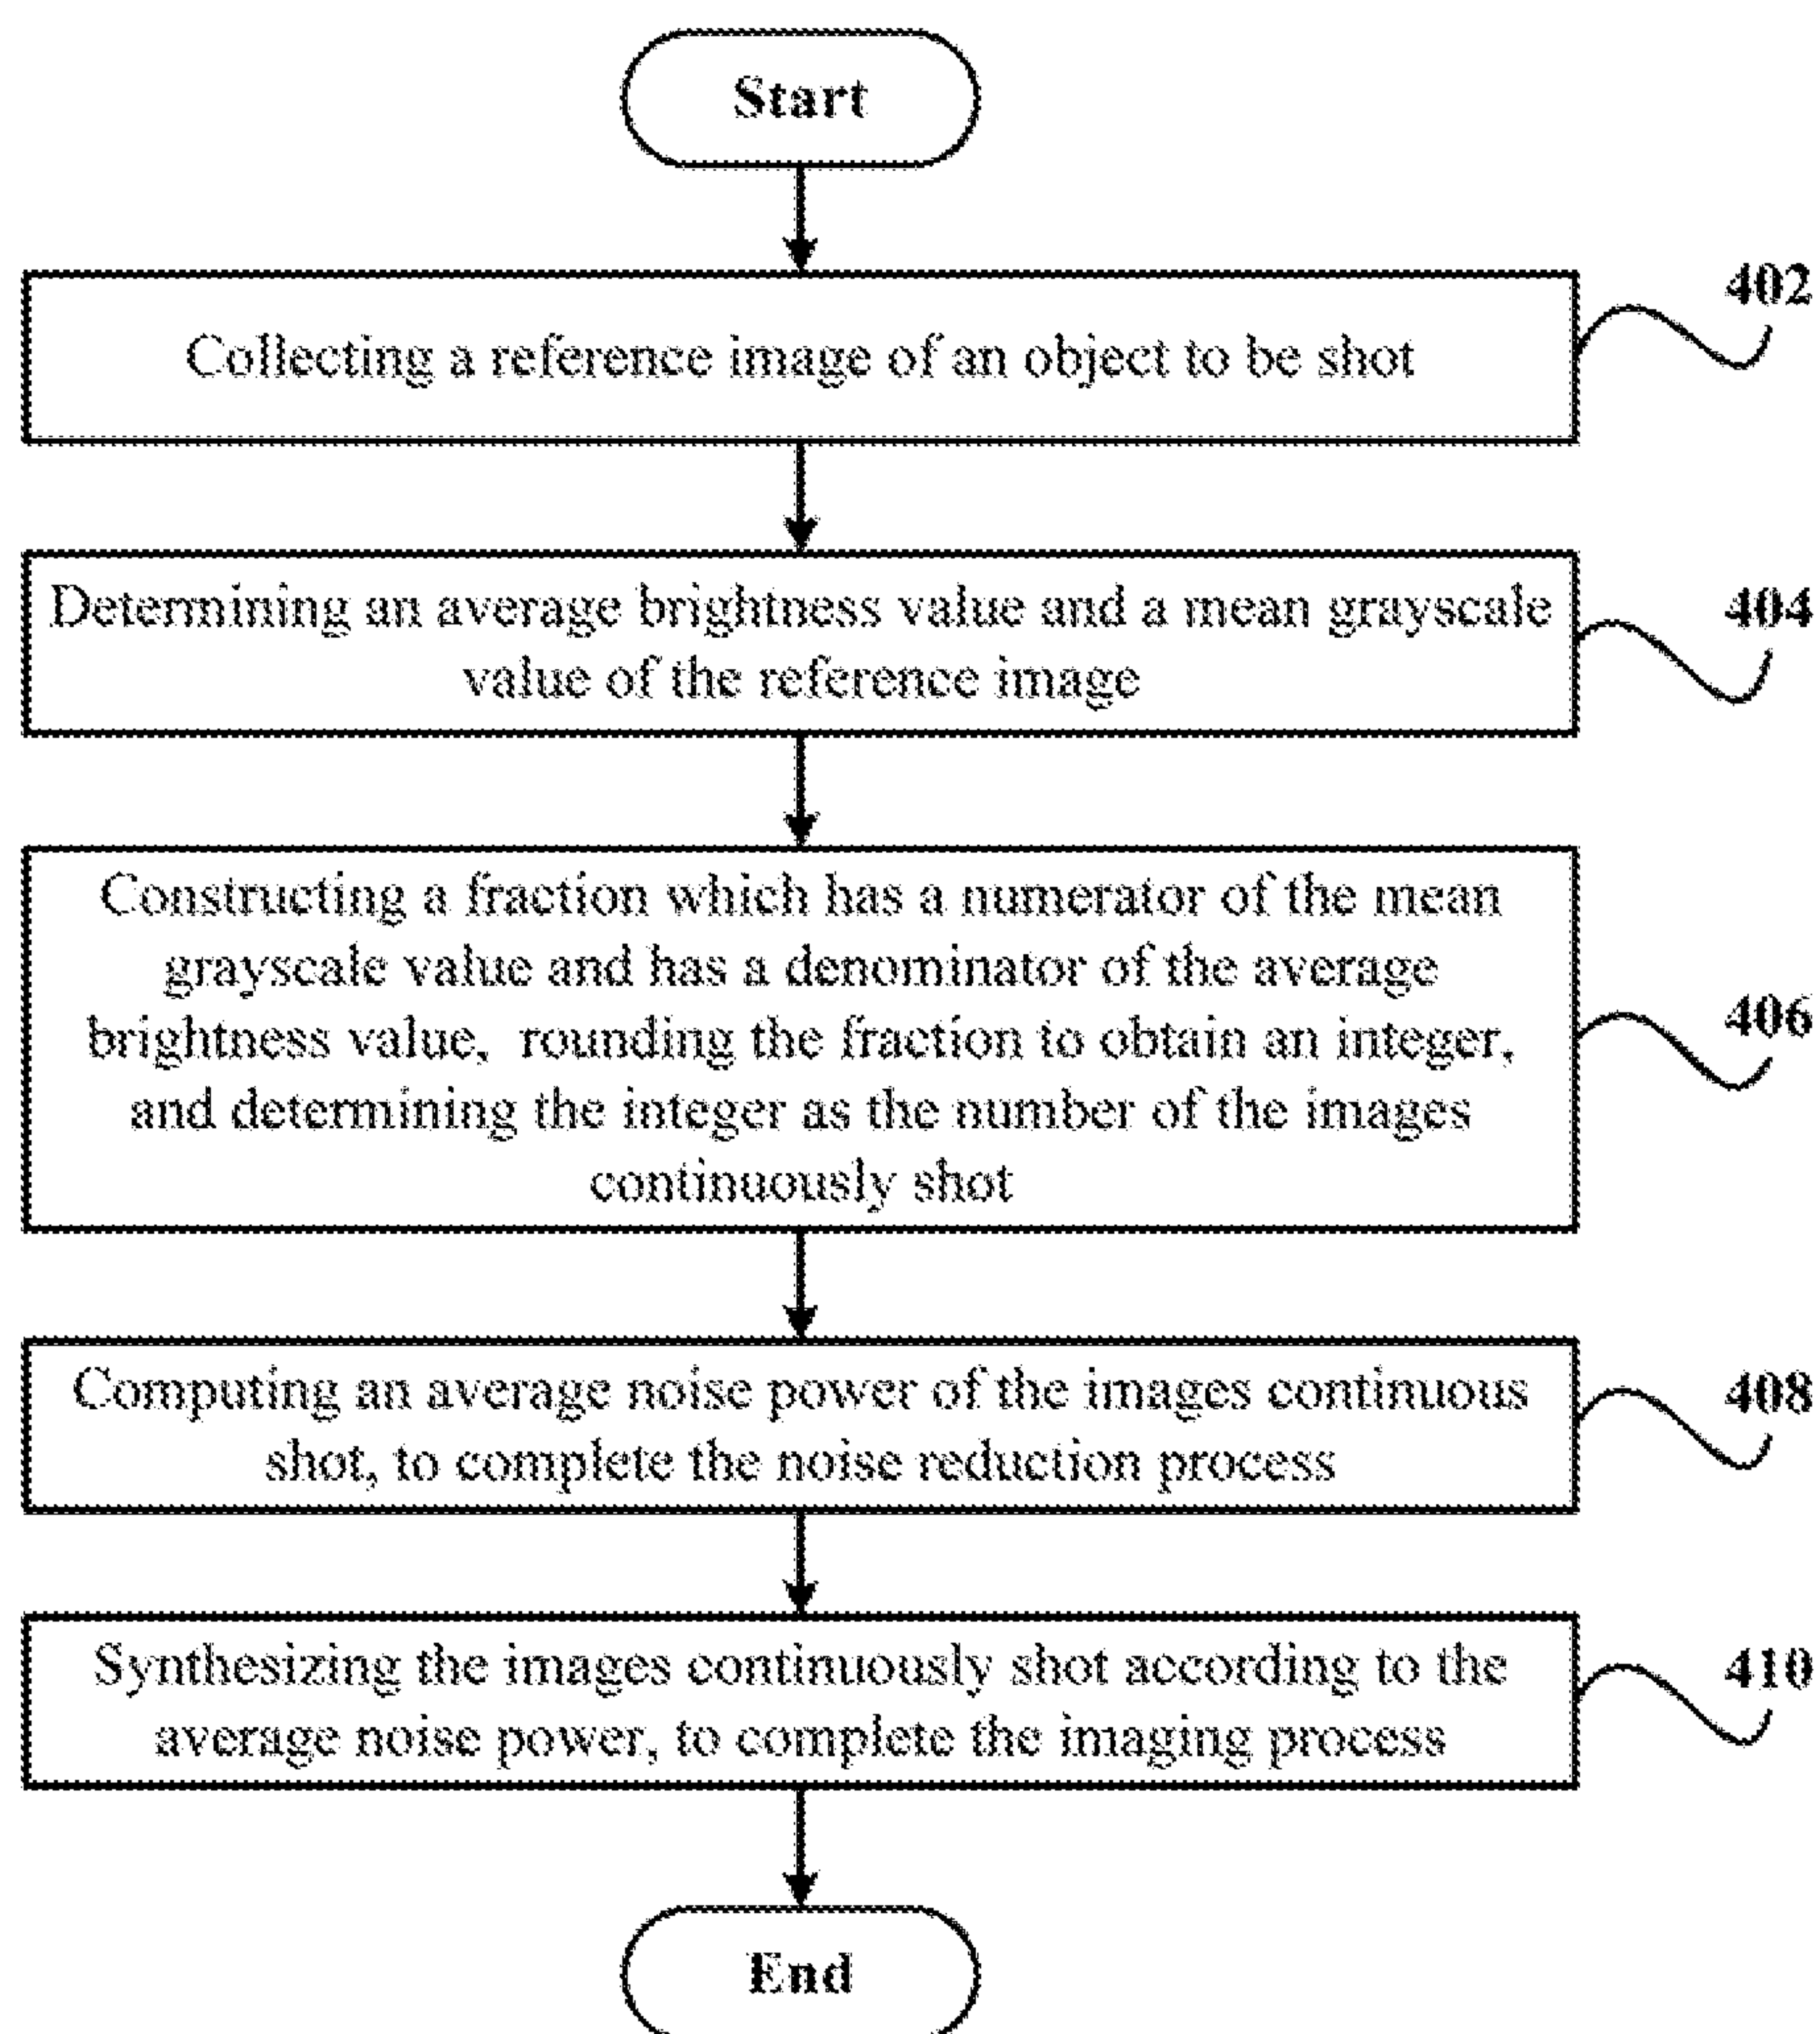 Start
402
Collecting a reference image of an object to be shot
404
Determining an average brightness value and a mean grayscale
value of the reference image
406
Constructing a fraction which has a numerator of the mean
grayscale value and has a denominator of the average
brightness value, rounding the fraction to obtain an integer,
and determining the integer as the number of the images
continuously shot
408
Computing an average noise power of the images continuous
shot, to complete the noise reduction process
410
Synthesizing the images continuously shot according to the
average noise power, to complete the imaging process
End